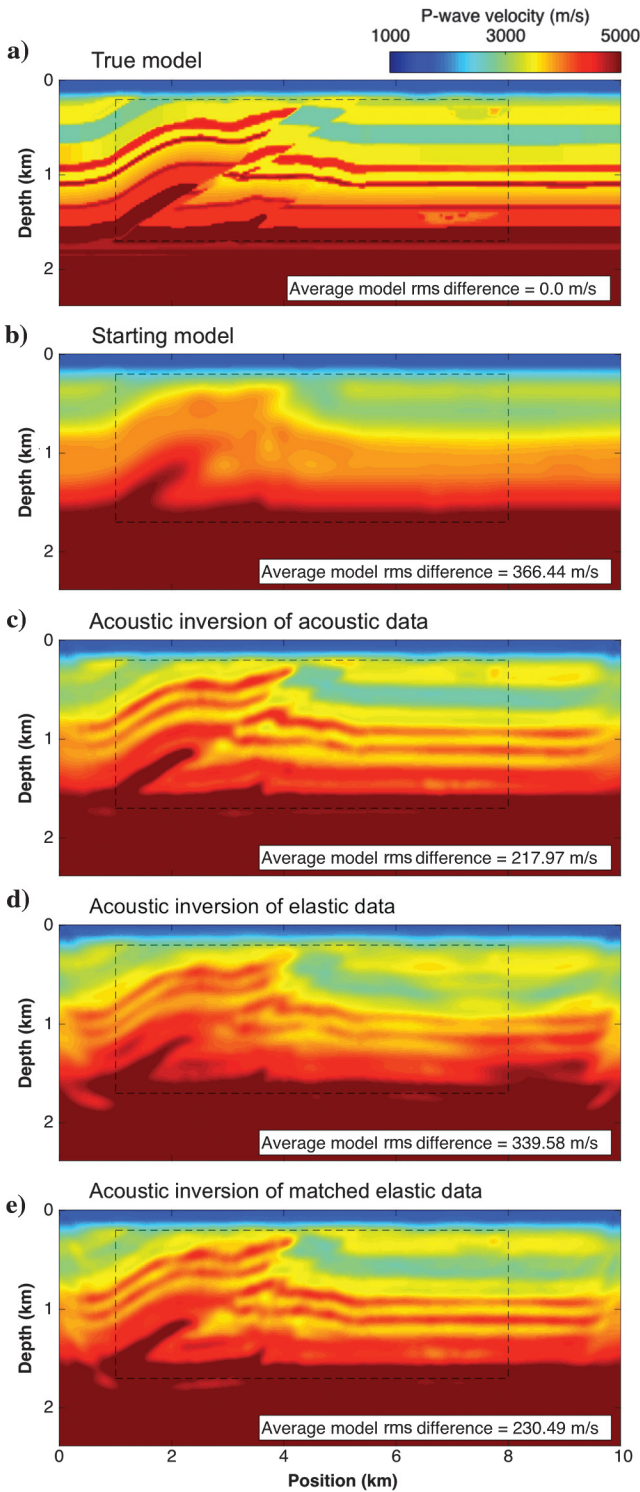 P-wave velocity (m/s)
1000 3000 5000
a) True model
0
1
2
Depth (km)
Average model rms difference = 0.0 m/s
b) Starting model
0
1
2
Depth (km)
Average model rms difference = 366.44 m/s
c) Acoustic inversion of acoustic data
0
1
2
Depth (km)
Average model rms difference = 217.97 m/s
d) Acoustic inversion of elastic data
0
1
2
Depth (km)
Average model rms difference = 339.58 m/s
e) Acoustic inversion of matched elastic data
0
1
2
Depth (km)
Average model rms difference = 230.49 m/s
0 2 4 6 8 10
Position (km)